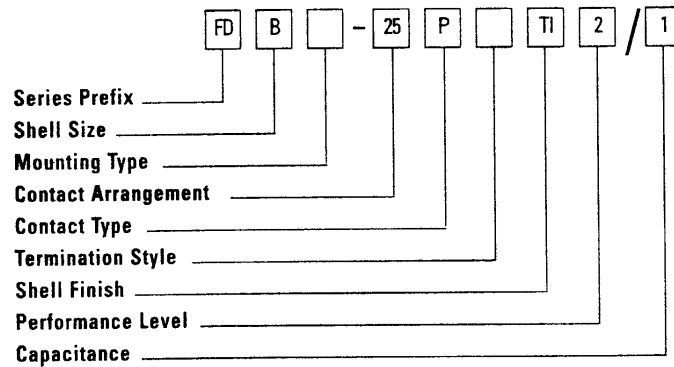 FD B - 25 P TI 2 / 1
Series Prefix
Shell Size
Mounting Type
Contact Arrangement
Contact Type
Termination Style
Shell Finish
Performance Level
Capacitance